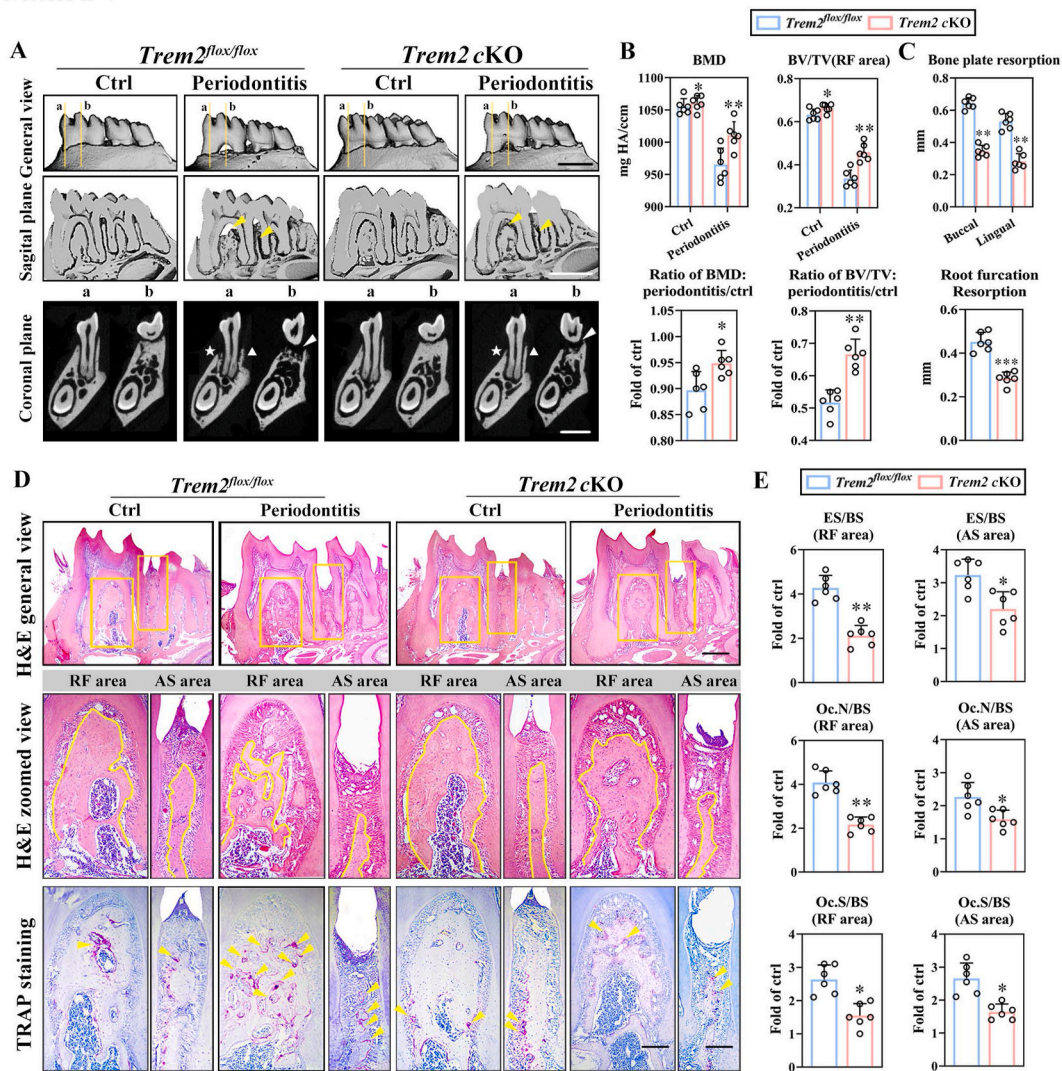 Trem2flox/flox Trem2 cKO
A
Trem2flox/flox Trem2 cKO
Ctrl Periodontitis Ctrl Periodontitis
General view
a b a b a b a b
Sagital plane
a b a b a b a b
Coronal plane
B
BMD
mg HA/ccm
1100
1050
1000
950
900
* **
Ctrl
Periodontitis
BV/TV(RF area)
0.8
0.6
0.4
0.2
* **
Ctrl
Periodontitis
Ratio of BMD:
periodontitis/ctrl
Fold of ctrl
1.00
0.95
0.90
0.85
0.80
*
Ratio of BV/TV:
periodontitis/ctrl
Fold of ctrl
0.8
0.7
0.6
0.5
0.4
**
C
Bone plate resorption
mm
0.8
0.6
0.4
0.2
** **
Buccal
Lingual
Root furcation
Resorption
mm
0.6
0.4
0.2
0.0
***
D
Trem2flox/flox Trem2 cKO
Ctrl Periodontitis Ctrl Periodontitis
H&E general view
RF area AS area RF area AS area RF area AS area RF area AS area
H&E zoomed view
TRAP staining
E
Trem2flox/flox Trem2 cKO
ES/BS
(RF area)
Fold of ctrl
6
4
2
0
**
ES/BS
(AS area)
Fold of ctrl
4
3
2
1
0
*
Oc.N/BS
(RF area)
Fold of ctrl
6
4
2
0
**
Oc.N/BS
(AS area)
Fold of ctrl
4
3
2
1
0
*
Oc.S/BS
(RF area)
Fold of ctrl
4
3
2
1
0
*
Oc.S/BS
(AS area)
Fold of ctrl
4
3
2
1
0
*